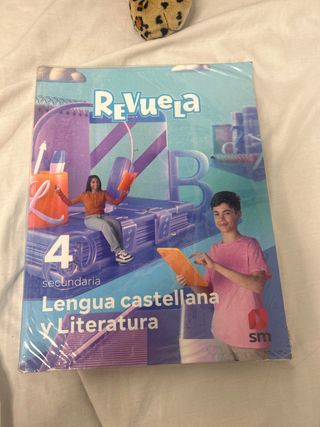 REVUELA
B
4
secundaria
Lengua castellana
y Literatura
sm